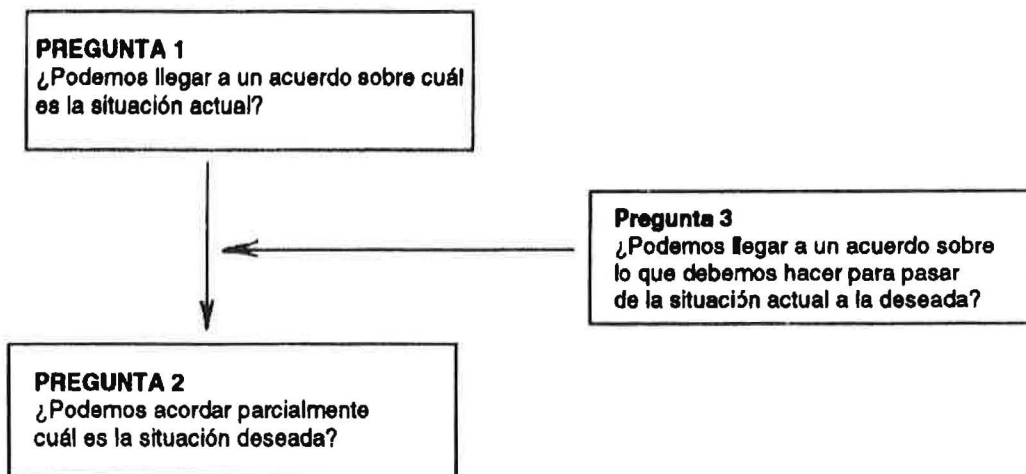 PREGUNTA 1
¿Podemos llegar a un acuerdo sobre cuál
es la situación actual?
Pregunta 3
¿Podemos llegar a un acuerdo sobre
lo que debemos hacer para pasar
de la situación actual a la deseada?
PREGUNTA 2
¿Podemos acordar parcialmente
cuál es la situación deseada?